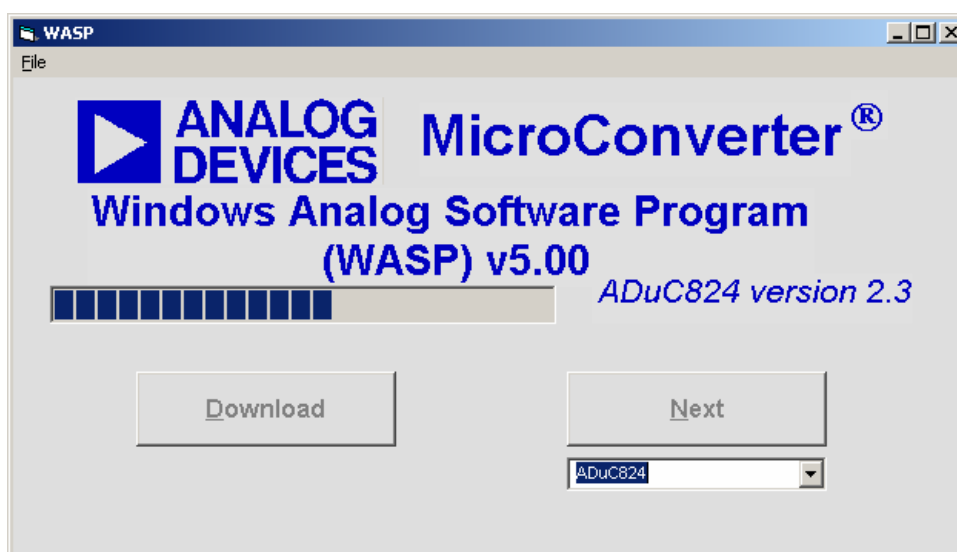 WASP
File
ANALOG
DEVICES
MicroConverter®
Windows Analog Software Program
(WASP) v5.00
ADuC824 version 2.3
Download
Next
ADuC824